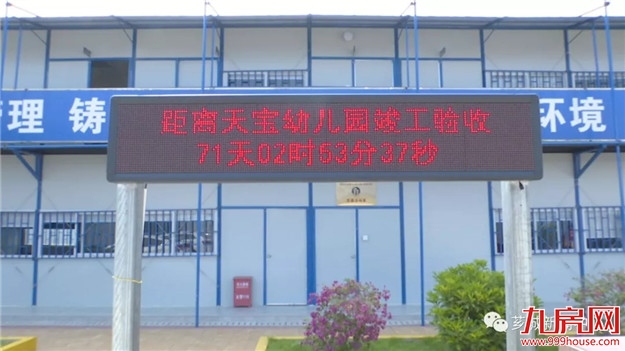 理 铸 环境
距离天宝幼儿园竣工验收
71天02时53分37秒
九房网
www.999house.com